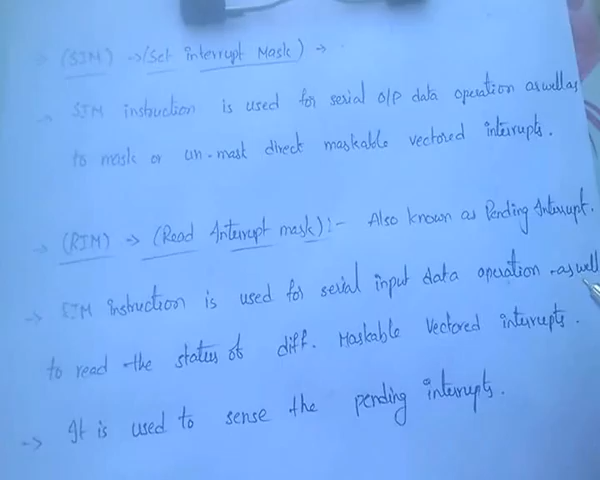 → (SIM) → (Set interrupt Mask) →
→ SIM instruction is used for serial O/P data operation as well as
to mask or un-mask direct maskable vectored interrupts.
→ (RIM) → (Read Interrupt mask) :- Also known as Pending Interrupt.
→ SIM instruction is used for serial input data operation as well
to read the status of diff. Maskable Vectored interrupts.
→ It is used to sense the pending interrupts.